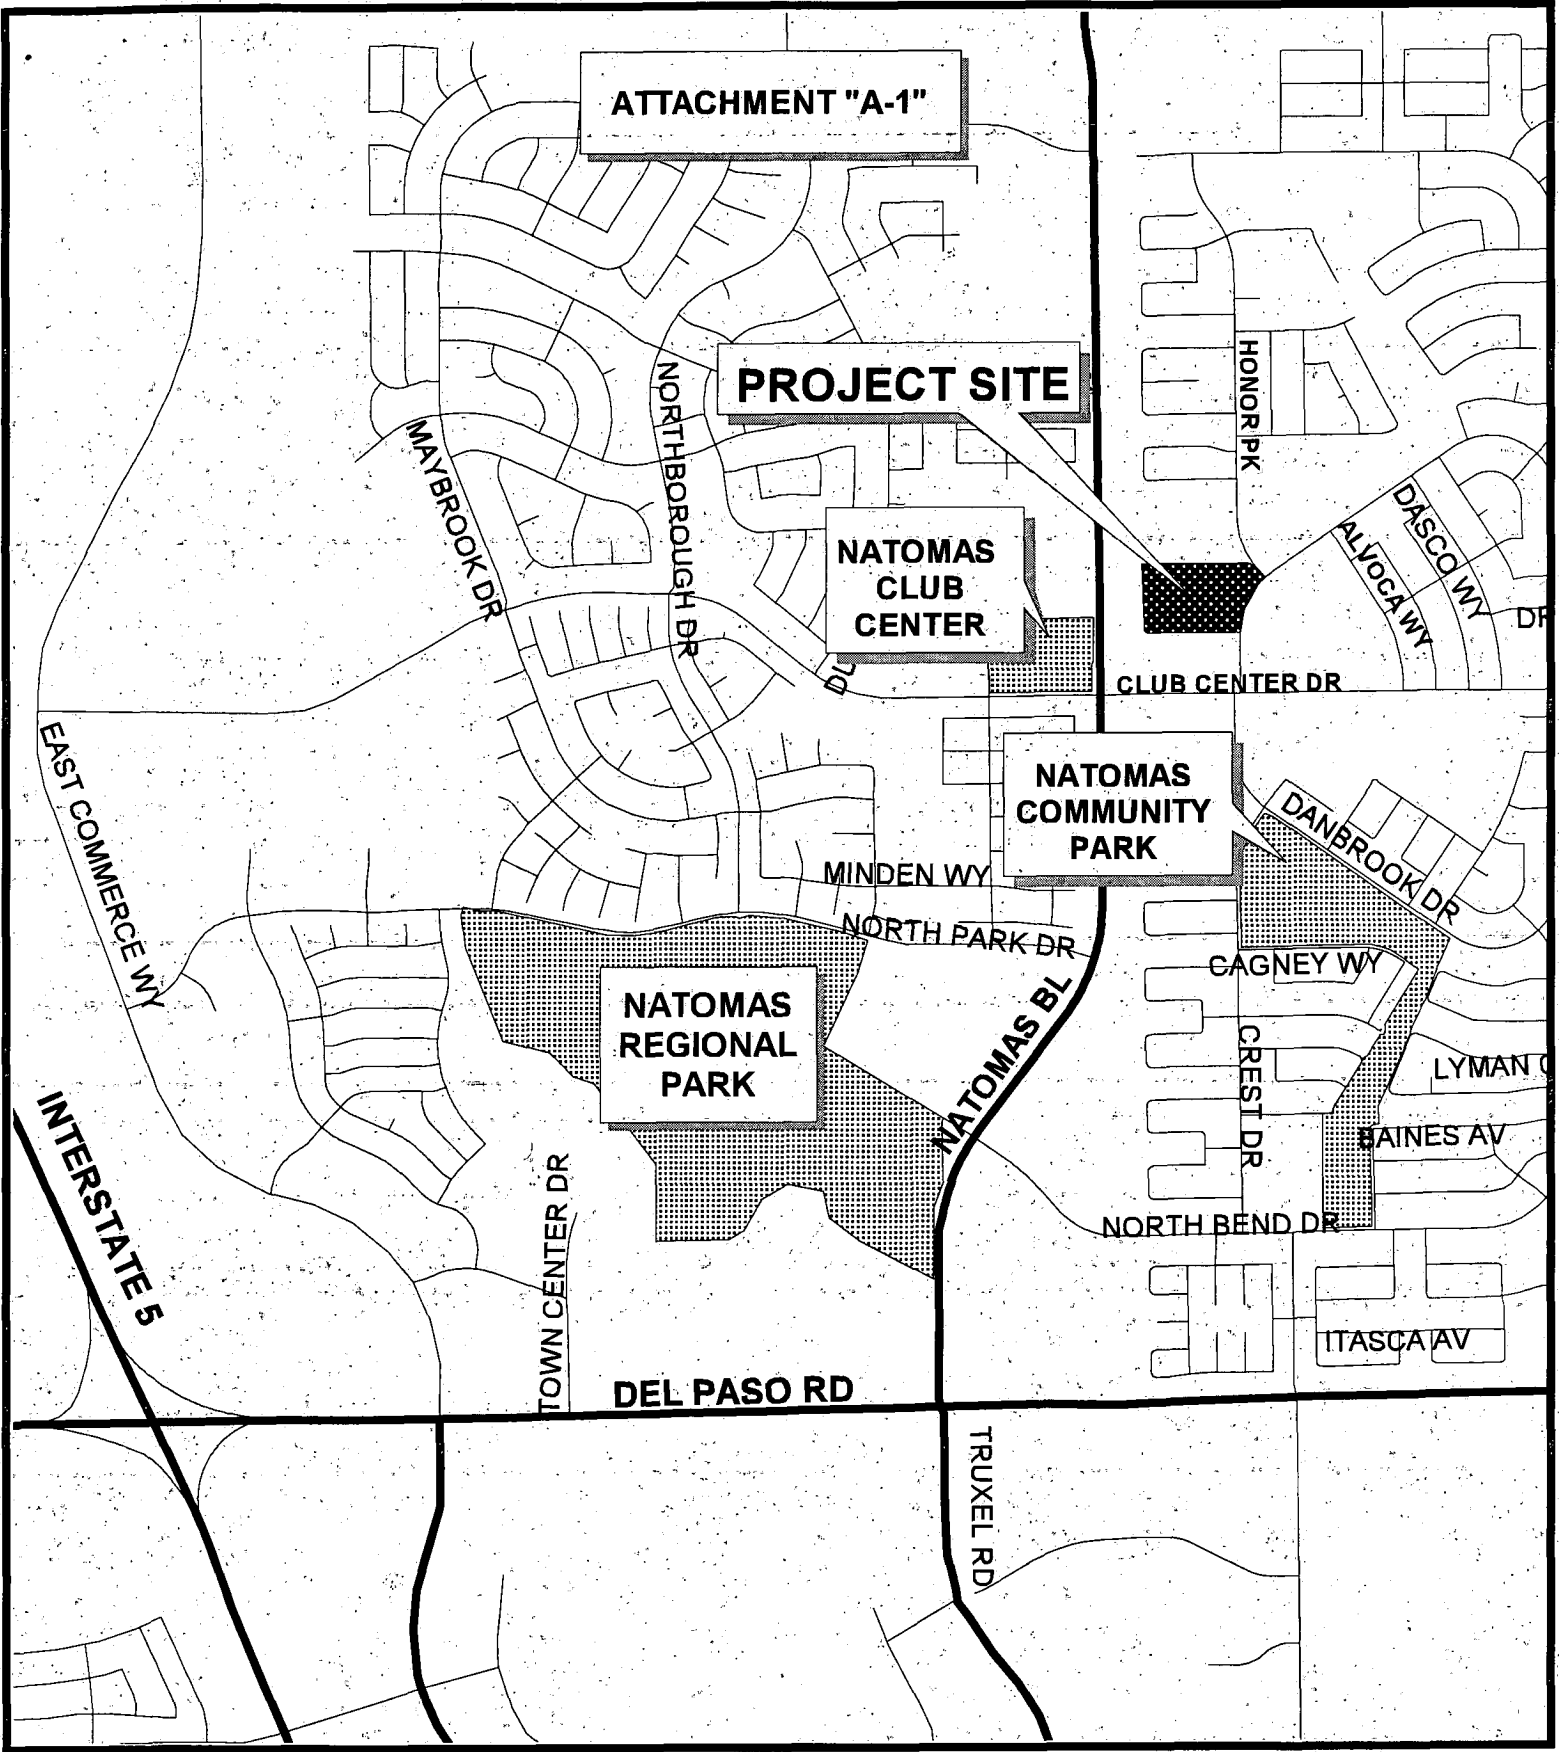 ATTACHMENT "A-1"
PROJECT SITE
HONOR PK
NORTHBOROUGH DR
MAYBROOK DR
DASCO WY
ALVOCA WY
NATOMAS
CLUB
CENTER
DR
DU
CLUB CENTER DR
EAST COMMERCE WY
NATOMAS
COMMUNITY
PARK
DANBROOK DR
MINDEN WY
NORTH PARK DR
CAGNEY WY
NATOMAS
REGIONAL
PARK
NATOMAS BL
CREST DR
LYMAN
BAINES AV
INTERSTATE 5
TOWN CENTER DR
NORTH BEND DR
ITASCA AV
DEL PASO RD
TRUXEL RD